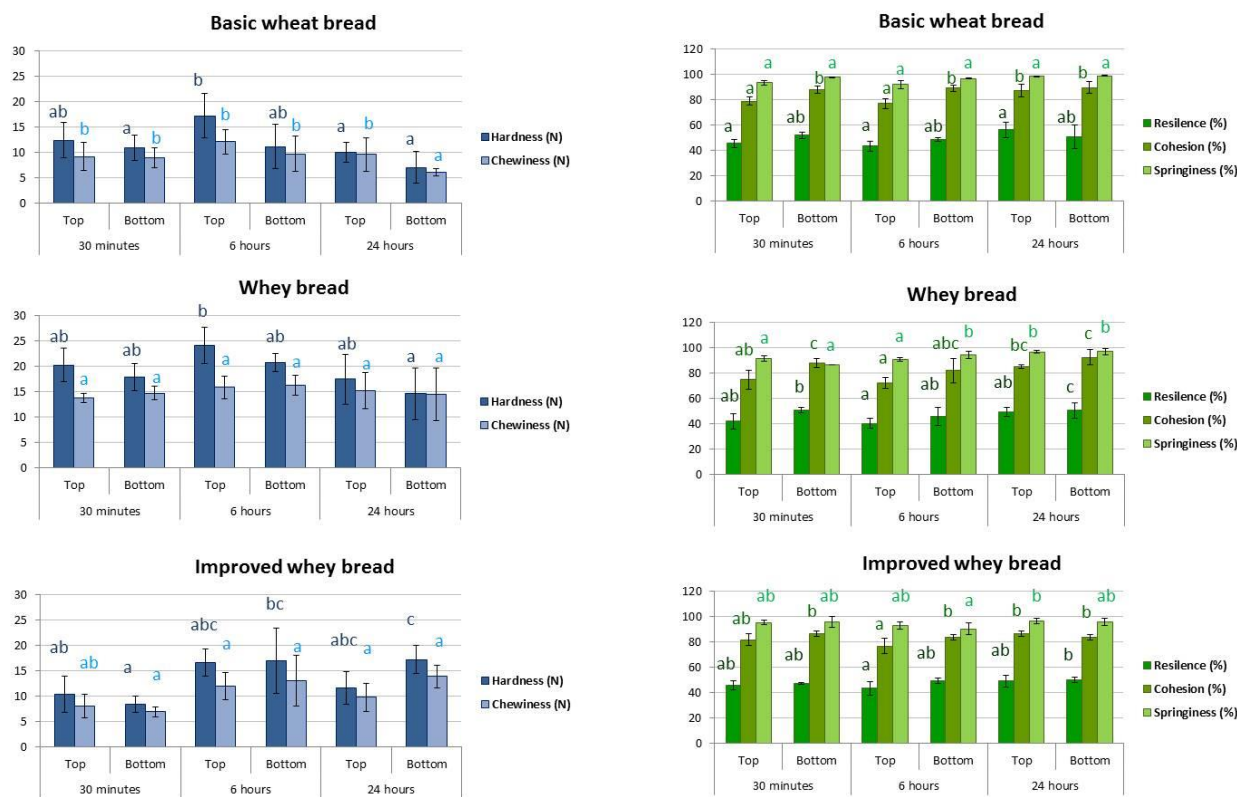 Basic wheat bread
30
25
20
15
10
5
0
ab b a b b b ab b a b a a
Top Bottom Top Bottom Top Bottom
30 minutes 6 hours 24 hours
Hardness (N)
Chewiness (N)
Basic wheat bread
120
100
80
60
40
20
0
a a a ab b a a a a ab b a b b a ab b a
Top Bottom Top Bottom Top Bottom
30 minutes 6 hours 24 hours
Resilence (%)
Cohesion (%)
Springiness (%)
Whey bread
30
25
20
15
10
5
0
ab a ab a b a ab a ab a a a
Top Bottom Top Bottom Top Bottom
30 minutes 6 hours 24 hours
Hardness (N)
Chewiness (N)
Whey bread
120
100
80
60
40
20
0
ab ab a b c a a a a ab abc b ab bc b c c b
Top Bottom Top Bottom Top Bottom
30 minutes 6 hours 24 hours
Resilence (%)
Cohesion (%)
Springiness (%)
Improved whey bread
30
25
20
15
10
5
0
ab ab a a abc a bc a abc a c a
Top Bottom Top Bottom Top Bottom
30 minutes 6 hours 24 hours
Hardness (N)
Chewiness (N)
Improved whey bread
120
100
80
60
40
20
0
ab ab ab ab b ab a a ab ab b a ab b b b b ab
Top Bottom Top Bottom Top Bottom
30 minutes 6 hours 24 hours
Resilence (%)
Cohesion (%)
Springiness (%)